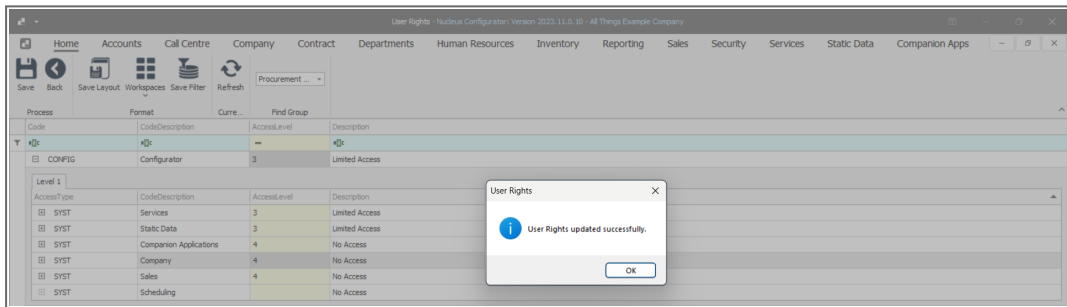 User Rights - Nucleus Configurator: Version 2023.11.0.10 - All Things Example Company
Home Accounts Call Centre Company Contract Departments Human Resources Inventory Reporting Sales Security Services Static Data Companion Apps
Procurement ...
Save Back Save Layout Workspaces Save Filter Refresh
Process Format Curre... Find Group
Code CodeDescription AccessLevel Description
CONFIG Configurator 3 Limited Access
Level 1
AccessType CodeDescription AccessLevel Description
SYST Services 3 Limited Access
SYST Static Data 3 Limited Access
SYST Companion Applications 4 No Access
SYST Company 4 No Access
SYST Sales 4 No Access
SYST Scheduling No Access
User Rights
User Rights updated successfully.
OK